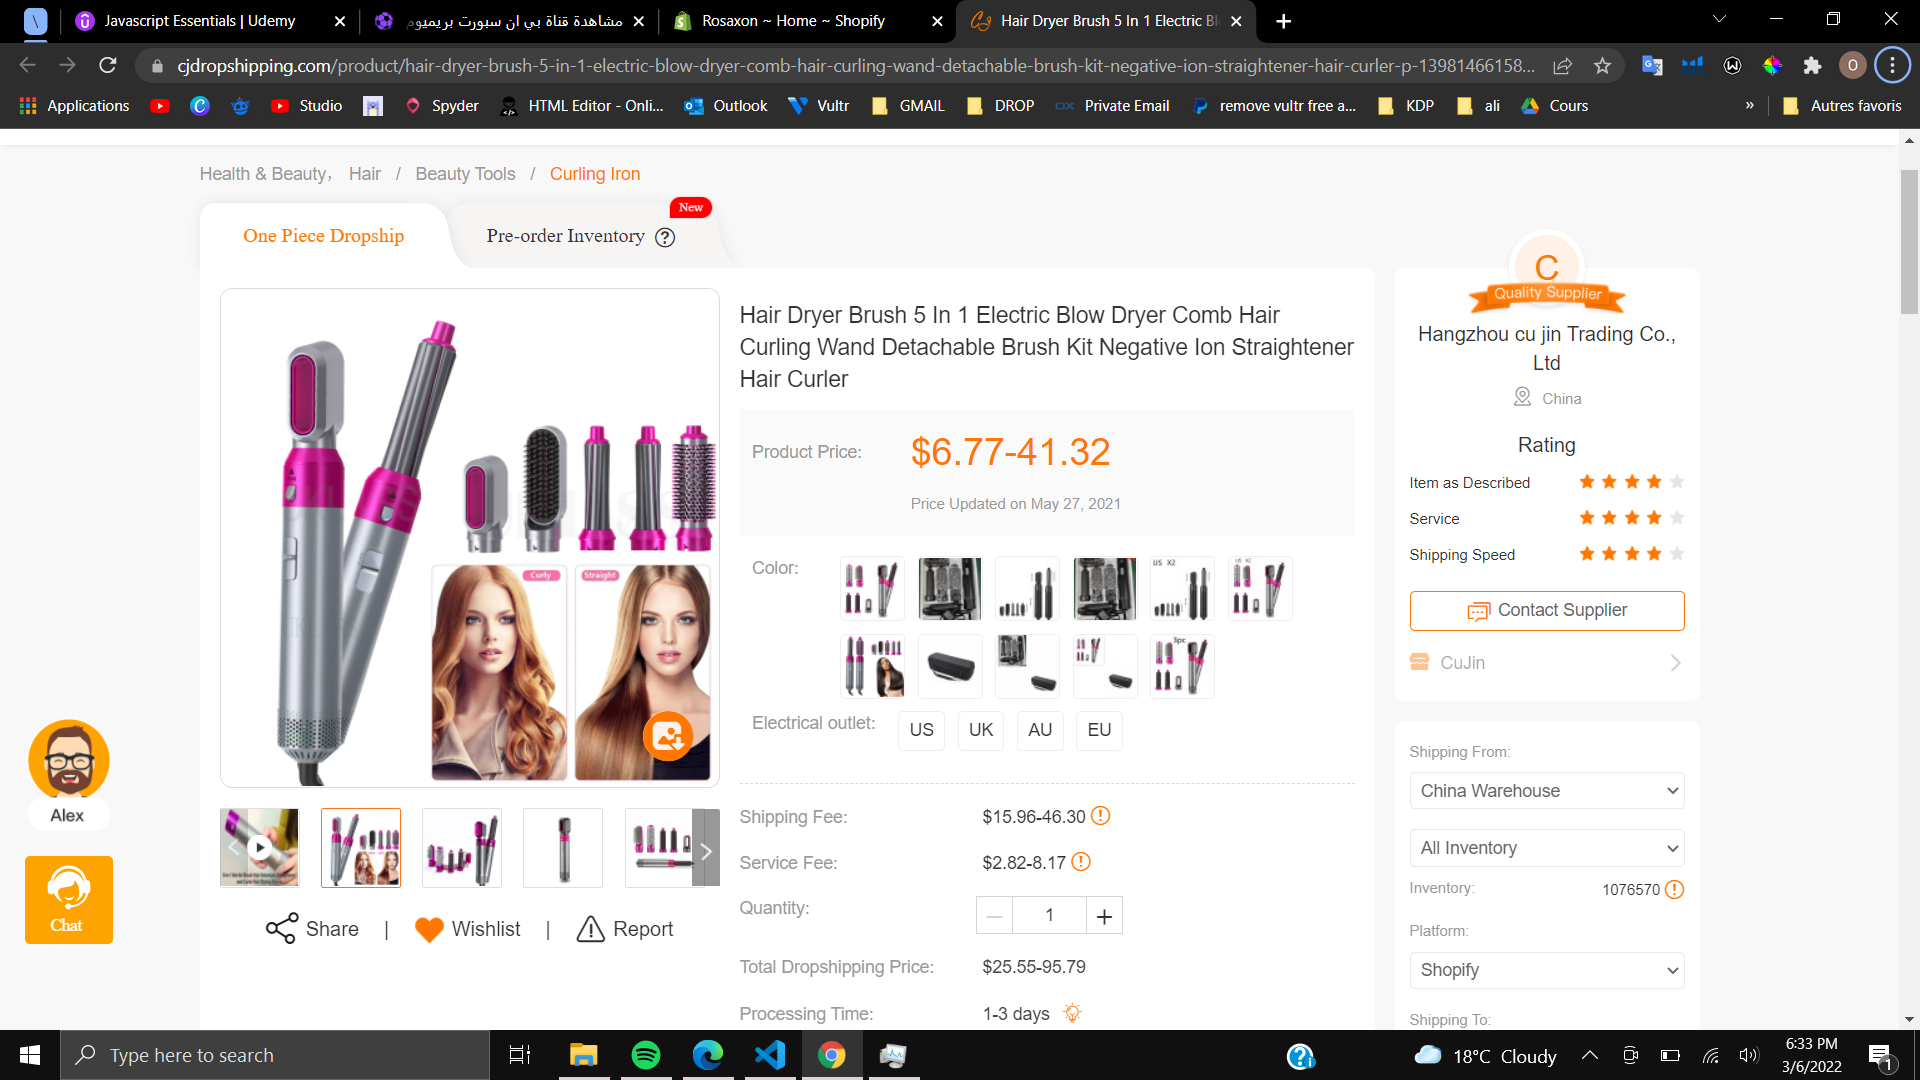 Javascript Essentials | Udemy
مشاهدة قناة بي ان سبورت بريميوم
Rosaxon ~ Home ~ Shopify
Hair Dryer Brush 5 In 1 Electric Bl
cjdropshipping.com/product/hair-dryer-brush-5-in-1-electric-blow-dryer-comb-hair-curling-wand-detachable-brush-kit-negative-ion-straightener-hair-curler-p-13981466158...
O
Applications
Studio
Spyder
HTML Editor - Onli...
Outlook
Vultr
GMAIL
DROP
Private Email
remove vultr free a...
KDP
ali
Cours
»
Autres favoris
Health & Beauty, Hair / Beauty Tools / Curling Iron
One Piece Dropship
Pre-order Inventory
New
Curly
Straight
Hair Dryer Brush 5 In 1 Electric Blow Dryer Comb Hair
Curling Wand Detachable Brush Kit Negative Ion Straightener
Hair Curler
Product Price:
$6.77-41.32
Price Updated on May 27, 2021
Color:
US X2
US X2
3pc
Electrical outlet:
US
UK
AU
EU
Shipping Fee:
$15.96-46.30
Service Fee:
$2.82-8.17
Quantity:
1
Total Dropshipping Price:
$25.55-95.79
Processing Time:
1-3 days
Share | Wishlist | Report
Alex
Chat
C
Quality Supplier
Hangzhou cu jin Trading Co.,
Ltd
China
Rating
Item as Described
Service
Shipping Speed
Contact Supplier
CuJin
Shipping From:
China Warehouse
All Inventory
Inventory:
1076570
Platform:
Shopify
Shipping To:
Type here to search
18°C Cloudy
6:33 PM
3/6/2022
1